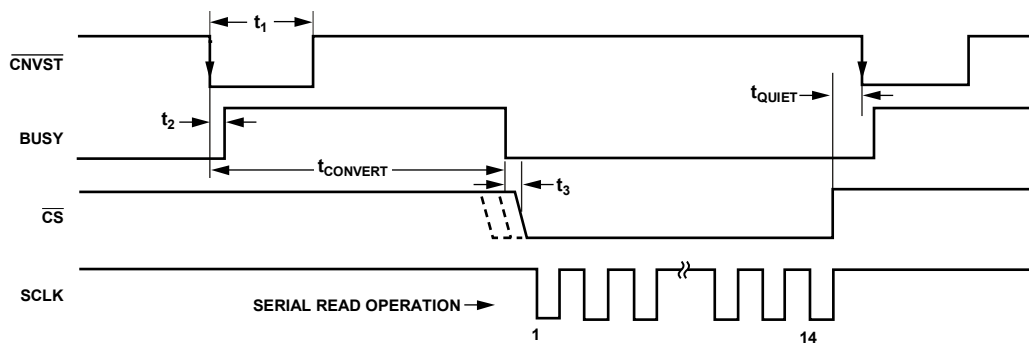 t1
CNVST
tQUIET
t2
BUSY
tCONVERT
t3
CS
SCLK
SERIAL READ OPERATION
1
14